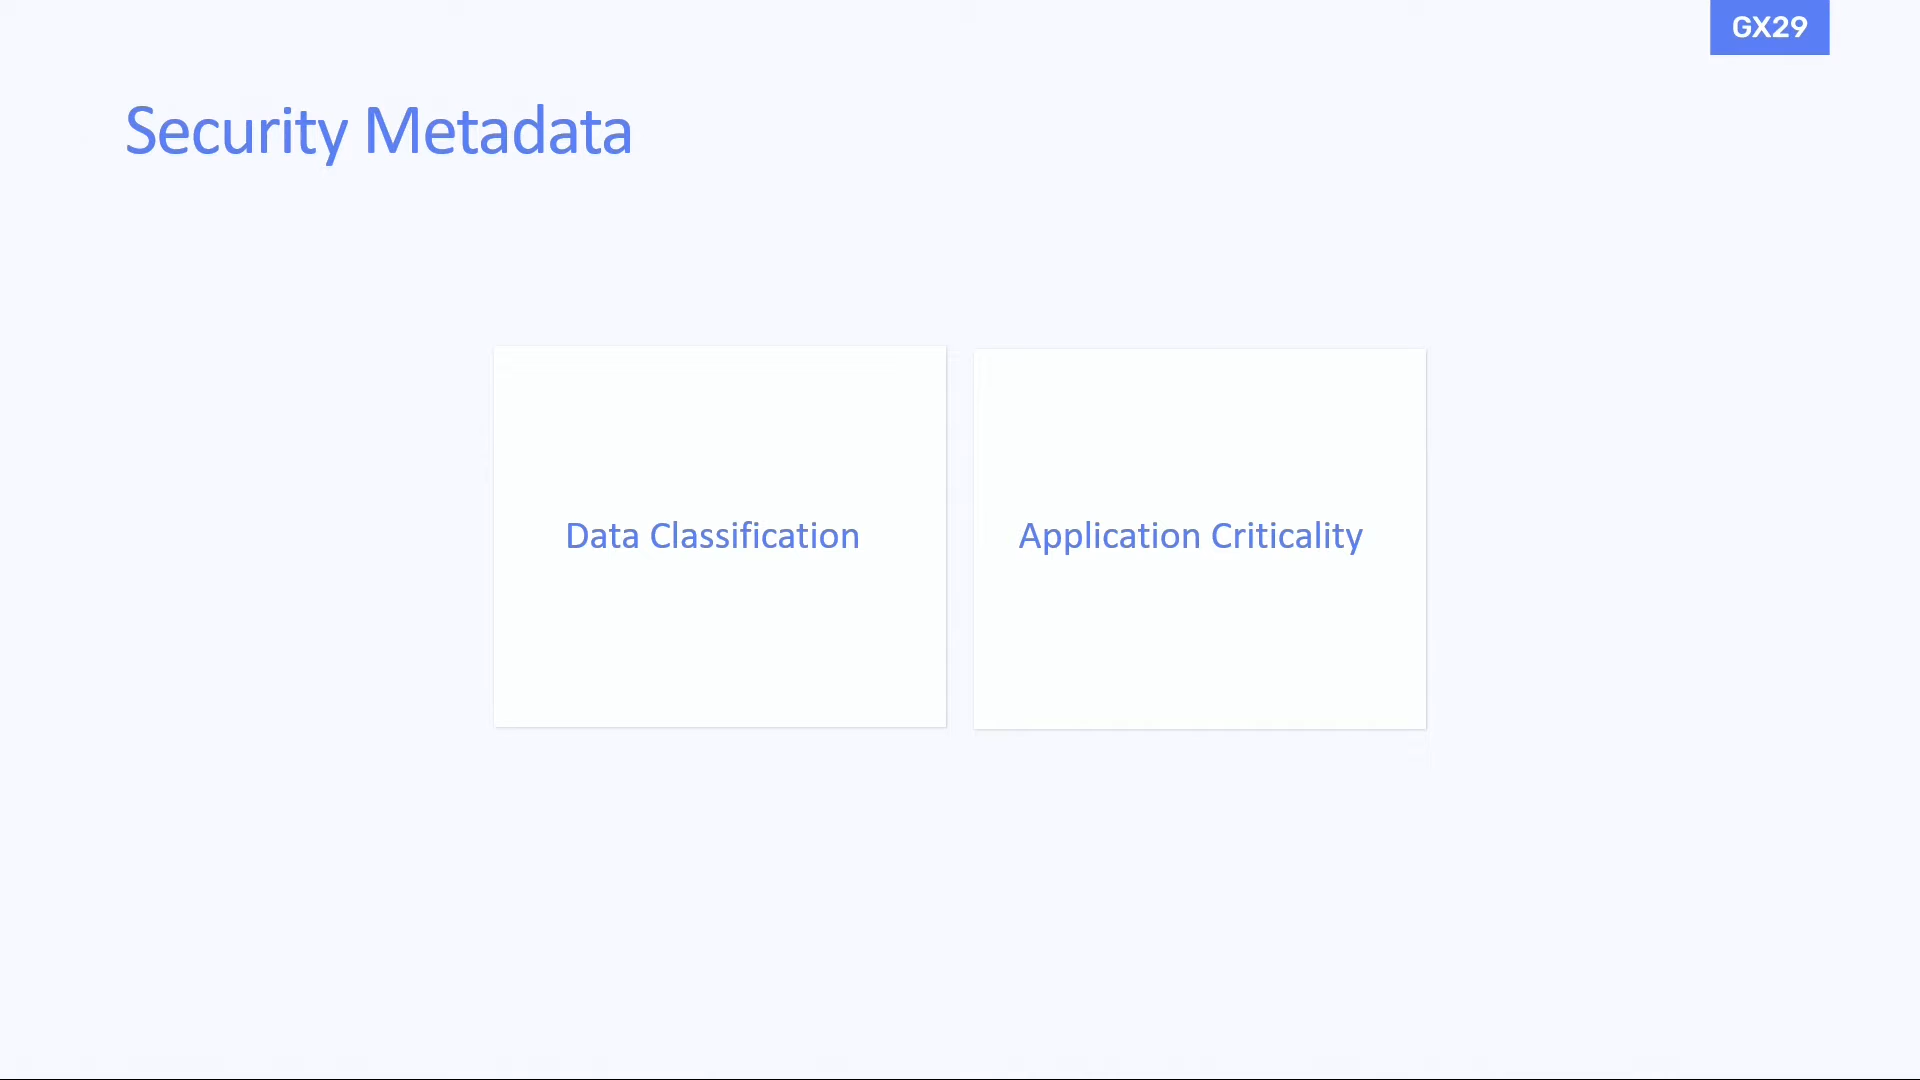 GX29
Security Metadata
Data Classification
Application Criticality